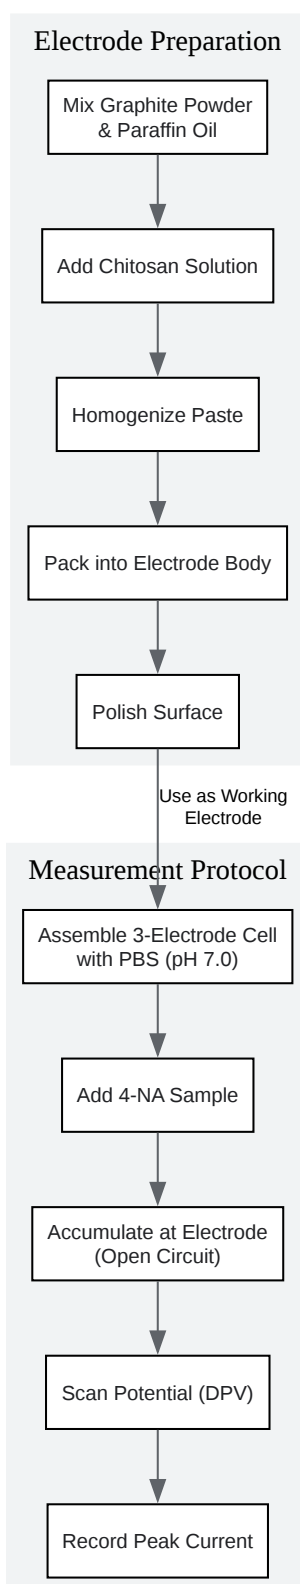 Electrode Preparation
Mix Graphite Powder
& Paraffin Oil
Add Chitosan Solution
Homogenize Paste
Pack into Electrode Body
Polish Surface
Use as Working
Electrode
Measurement Protocol
Assemble 3-Electrode Cell
with PBS (pH 7.0)
Add 4-NA Sample
Accumulate at Electrode
(Open Circuit)
Scan Potential (DPV)
Record Peak Current